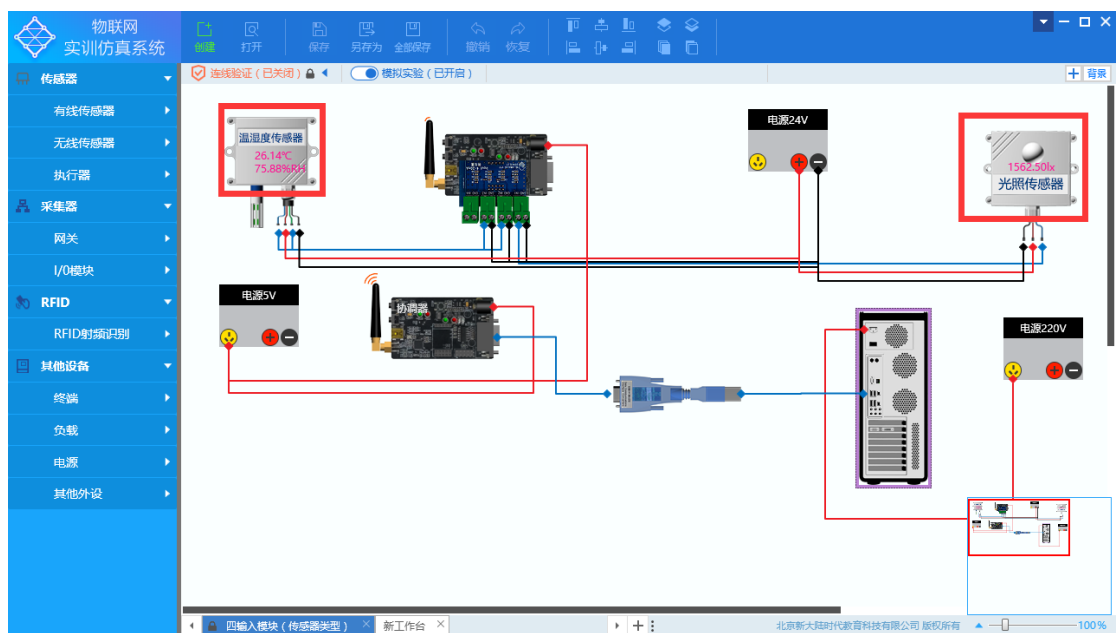 物联网
实训仿真系统
创建
打开
保存
另存为
全部保存
撤销
恢复
传感器
有线传感器
无线传感器
执行器
采集器
网关
I/O模块
RFID
RFID射频识别
其他设备
终端
负载
电源
其他外设
连线验证(已关闭)
模拟实验(已开启)
背景
温湿度传感器
26.14℃
75.88%RH
电源24V
1562.50lx
光照传感器
电源5V
协调器
电源220V
四输入模块(传感器类型)
新工作台
北京新大陆时代教育科技有限公司 版权所有
100%